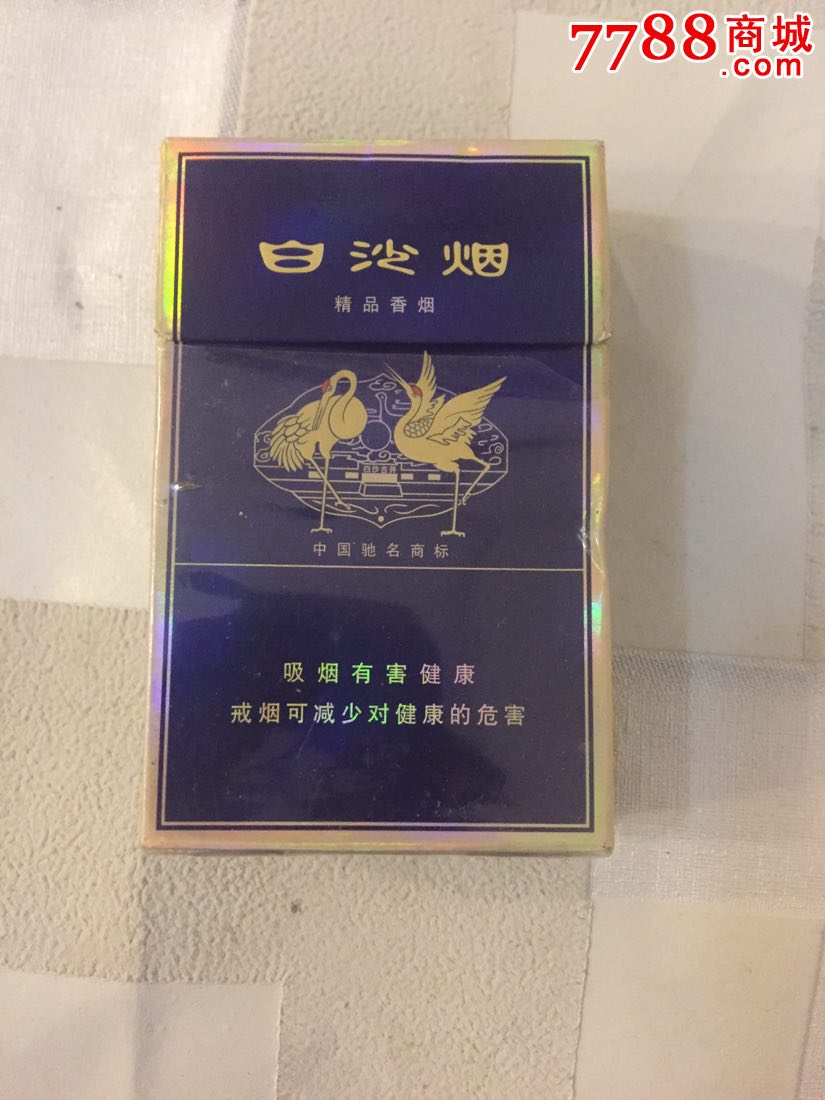 7788商城
.com
白沙烟
精品香烟
白沙古井
中国驰名商标
吸烟有害健康
戒烟可减少对健康的危害